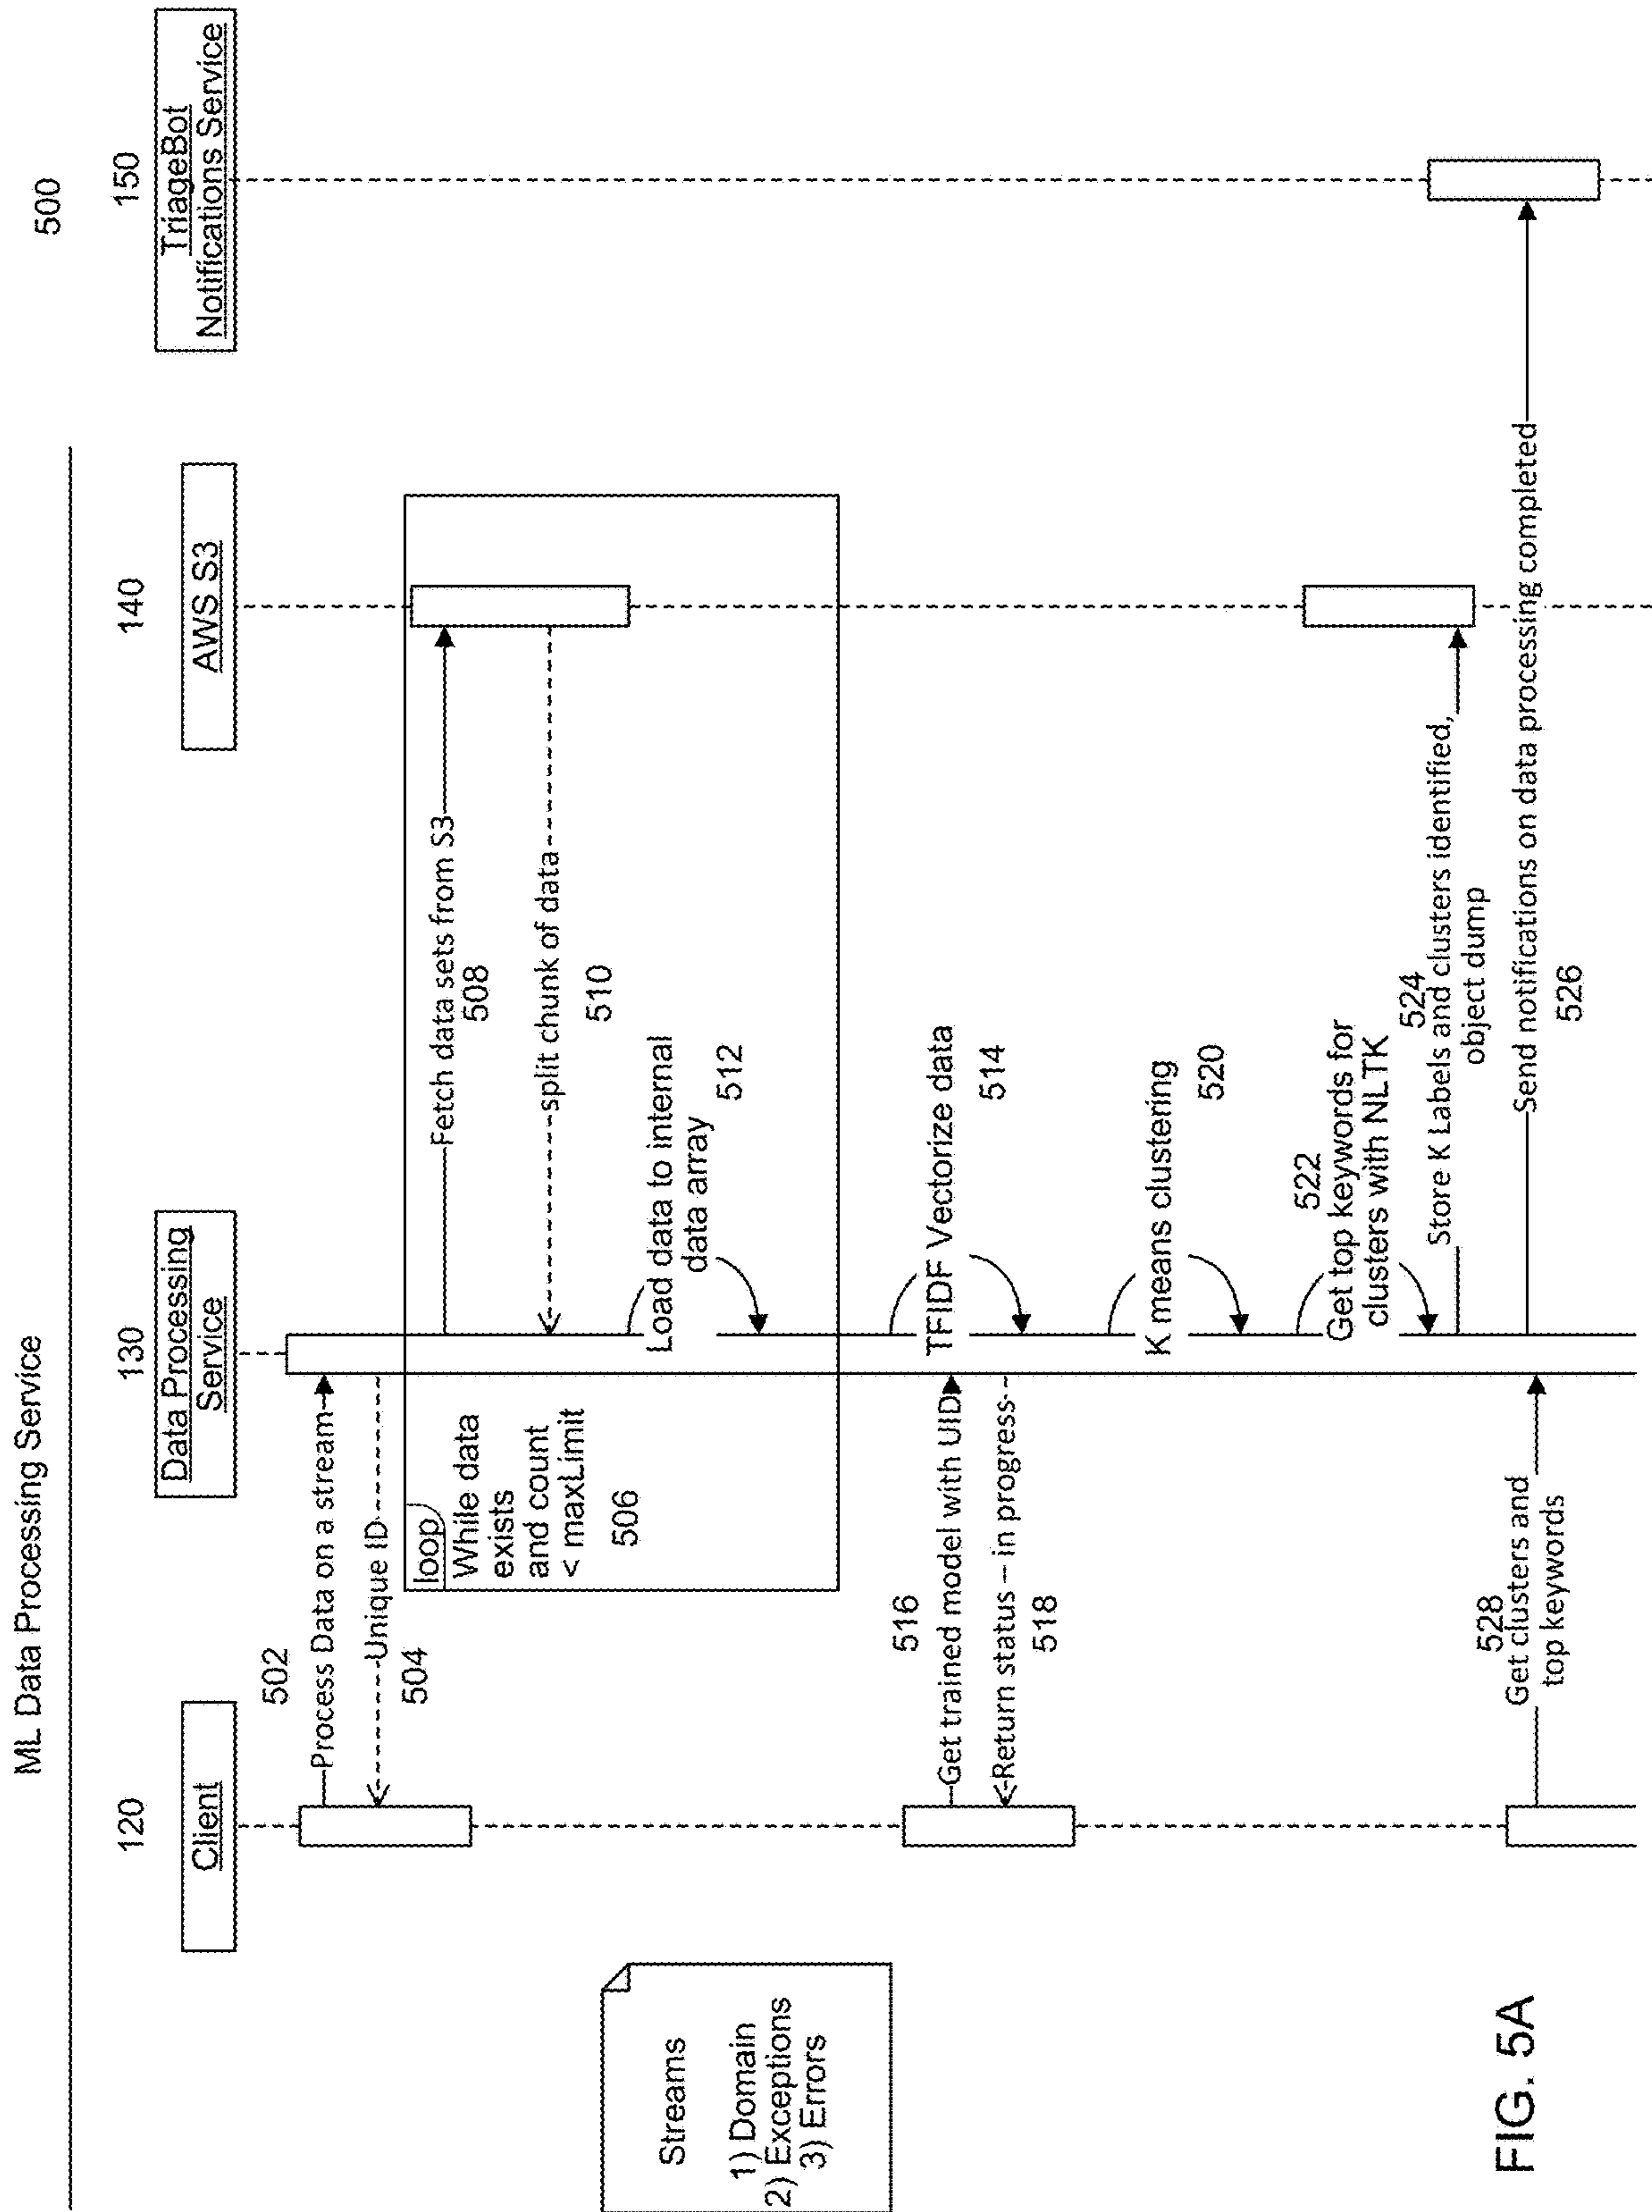 ML Data Processing Service
500
120
130
140
150
Client
Data Processing
Service
AWS S3
TriageBot
Notifications Service
502
Process Data on a stream
Unique ID
504
loop
While data
exists
and count
< maxLimit
506
Fetch data sets from S3
508
split chunk of data
510
Load data to internal
data array
512
Streams
1) Domain
2) Exceptions
3) Errors
TFIDF Vectorize data
514
516
Get trained model with UID
Return status – in progress
518
K means clustering
520
522
Get top keywords for
clusters with NLTK
524
Store K Labels and clusters identified,
object dump
Send notifications on data processing completed
526
528
Get clusters and
top keywords
FIG. 5A